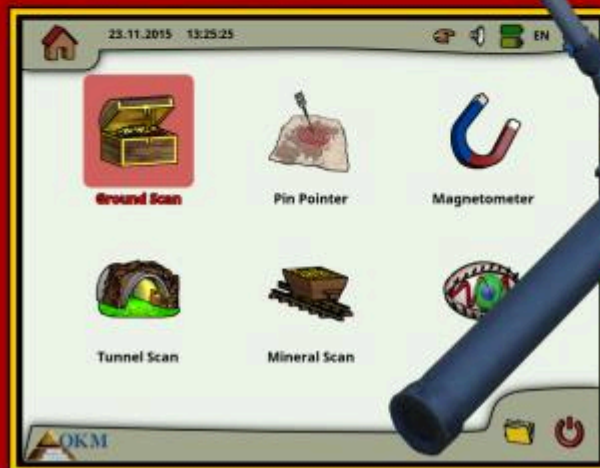 23.11.2015 13:25:25 EN
Ground Scan Pin Pointer Magnetometer
Tunnel Scan Mineral Scan
OKM